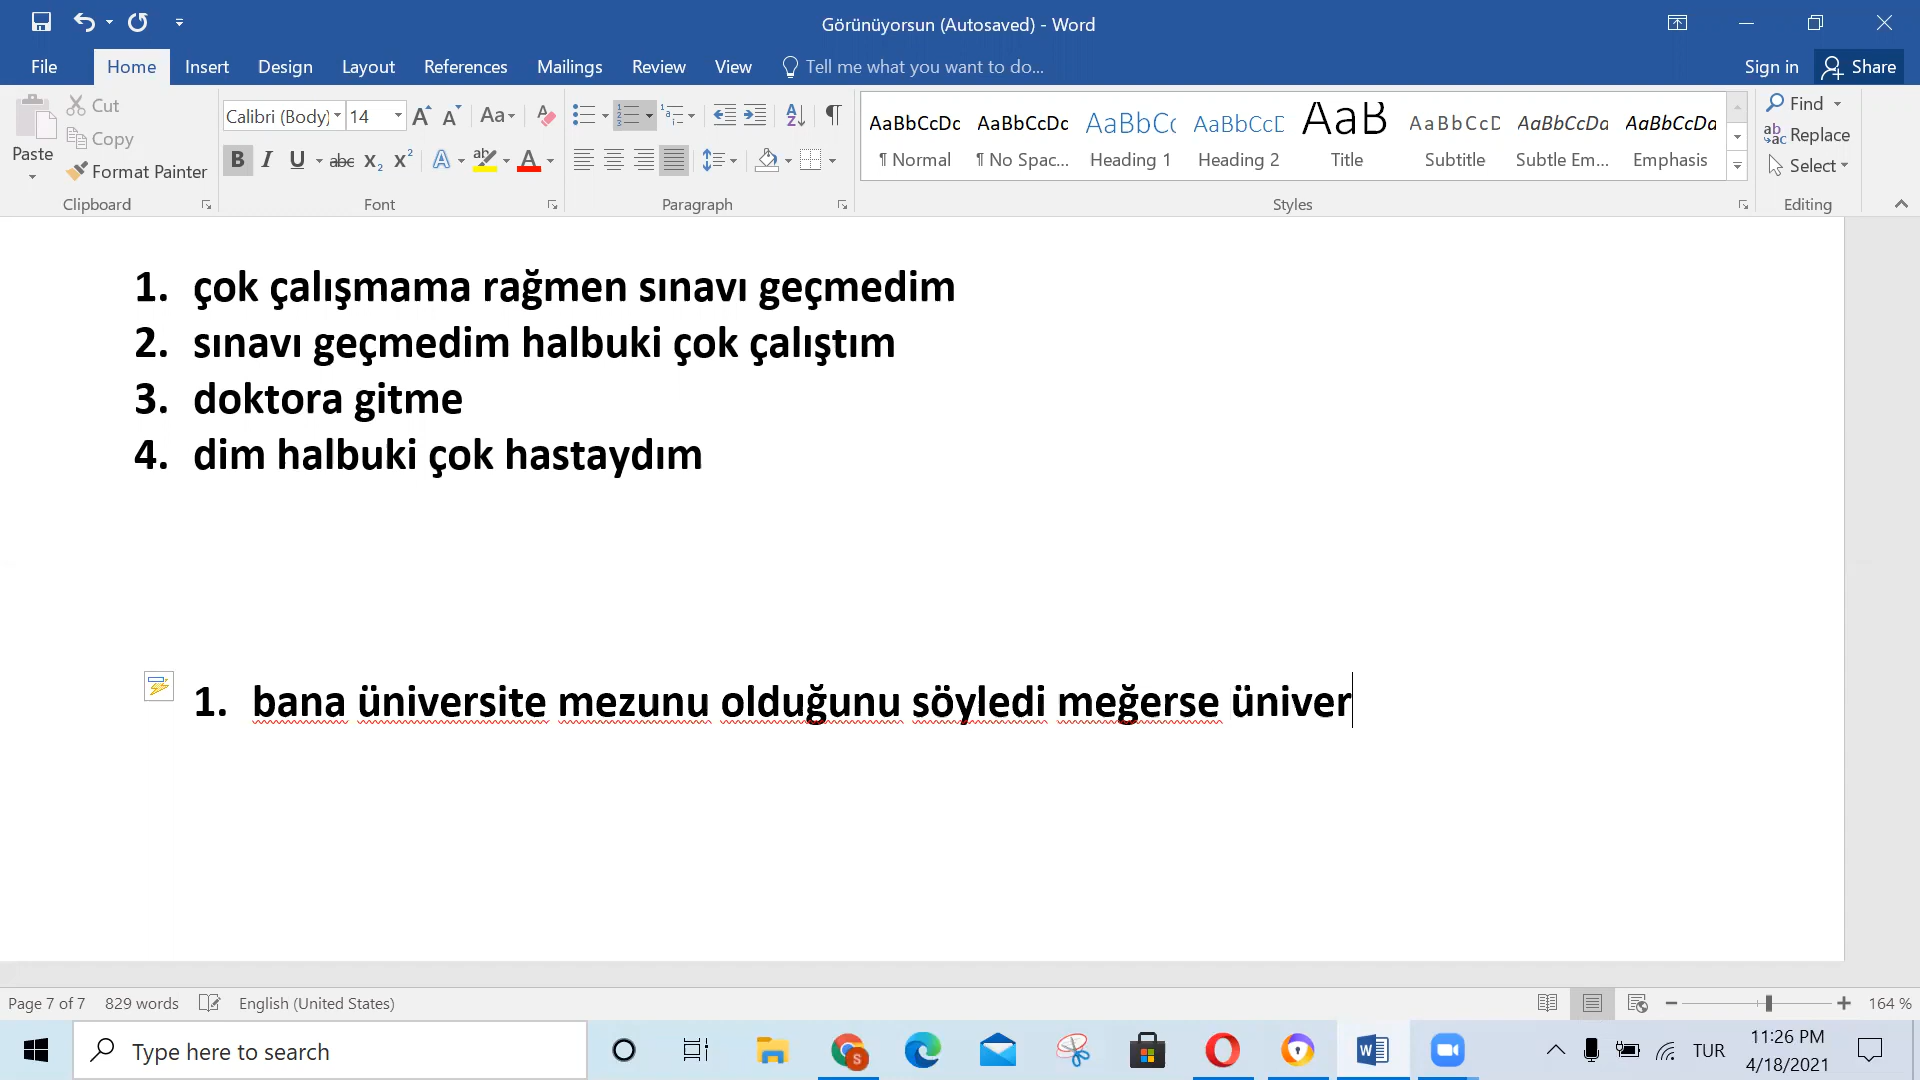 Görünüyorsun (Autosaved) - Word
File Home Insert Design Layout References Mailings Review View Tell me what you want to do... Sign in Share
Paste Cut Copy Format Painter Clipboard
Calibri (Body) 14 Font
Paragraph
AaBbCcDc AaBbCcDc AaBbCc AaBbCcD AaB AaBbCcD AaBbCcDa AaBbCcDa
¶ Normal ¶ No Spac... Heading 1 Heading 2 Title Subtitle Subtle Em... Emphasis
Styles
Find Replace Select Editing
1. çok çalışmama rağmen sınavı geçmedim
2. sınavı geçmedim halbuki çok çalıştım
3. doktora gitme
4. dim halbuki çok hastaydım
1. bana üniversite mezunu olduğunu söyledi meğerse üniver
Page 7 of 7 829 words English (United States) 164 %
Type here to search
TUR 11:26 PM
4/18/2021